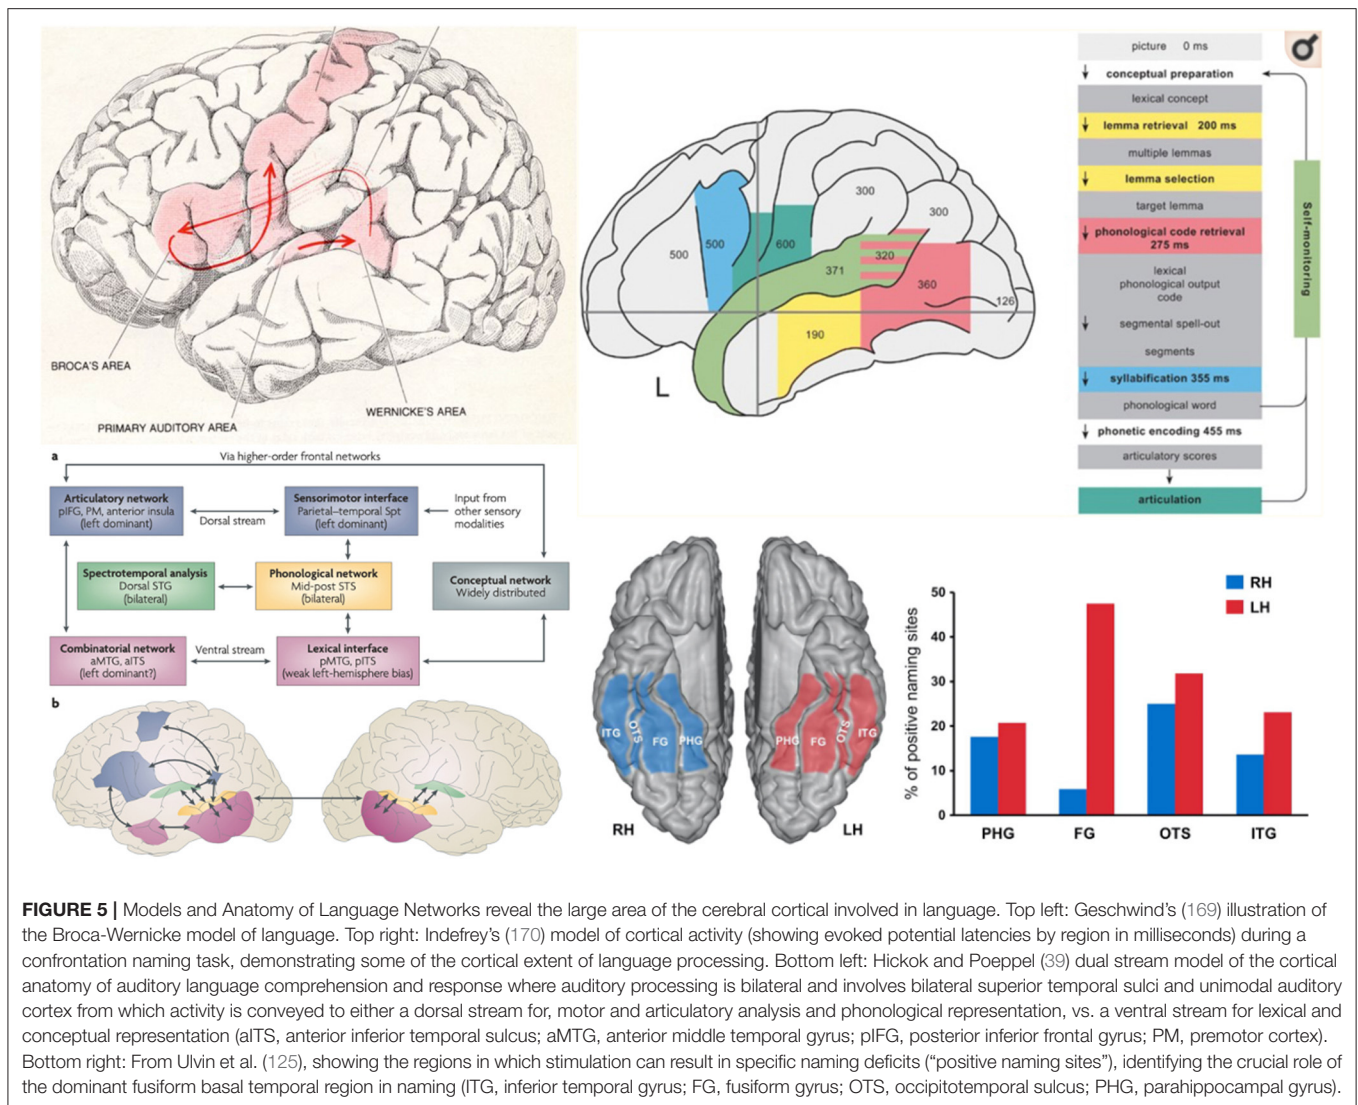 BROCA'S AREA
PRIMARY AUDITORY AREA
WERNICKE'S AREA
300
300
500
500
600
371
320
360
126
190
L
picture 0 ms
conceptual preparation
lexical concept
lemma retrieval 200 ms
multiple lemmas
lemma selection
target lemma
phonological code retrieval
275 ms
lexical
phonological output
code
segmental spell-out
segments
syllabification 355 ms
phonological word
phonetic encoding 455 ms
articulatory scores
articulation
Self-monitoring
a
Via higher-order frontal networks
Articulatory network
pIFG, PM, anterior insula
(left dominant)
Dorsal stream
Sensorimotor interface
Parietal–temporal Spt
(left dominant)
Input from
other sensory
modalities
Spectrotemporal analysis
Dorsal STG
(bilateral)
Phonological network
Mid-post STS
(bilateral)
Conceptual network
Widely distributed
Combinatorial network
aMTG, aITS
(left dominant?)
Ventral stream
Lexical interface
pMTG, pITS
(weak left-hemisphere bias)
b
ITG
OTS
FG
PHG
RH
PHG
FG
OTS
ITG
LH
RH
LH
% of positive naming sites
50
40
30
20
10
0
PHG
FG
OTS
ITG
FIGURE 5 | Models and Anatomy of Language Networks reveal the large area of the cerebral cortical involved in language. Top left: Geschwind's (169) illustration of
the Broca-Wernicke model of language. Top right: Indefrey's (170) model of cortical activity (showing evoked potential latencies by region in milliseconds) during a
confrontation naming task, demonstrating some of the cortical extent of language processing. Bottom left: Hickok and Poeppel (39) dual stream model of the cortical
anatomy of auditory language comprehension and response where auditory processing is bilateral and involves bilateral superior temporal sulci and unimodal auditory
cortex from which activity is conveyed to either a dorsal stream for, motor and articulatory analysis and phonological representation, vs. a ventral stream for lexical and
conceptual representation (aITS, anterior inferior temporal sulcus; aMTG, anterior middle temporal gyrus; pIFG, posterior inferior frontal gyrus; PM, premotor cortex).
Bottom right: From Ulvin et al. (125), showing the regions in which stimulation can result in specific naming deficits ("positive naming sites"), identifying the crucial role of
the dominant fusiform basal temporal region in naming (ITG, inferior temporal gyrus; FG, fusiform gyrus; OTS, occipitotemporal sulcus; PHG, parahippocampal gyrus).